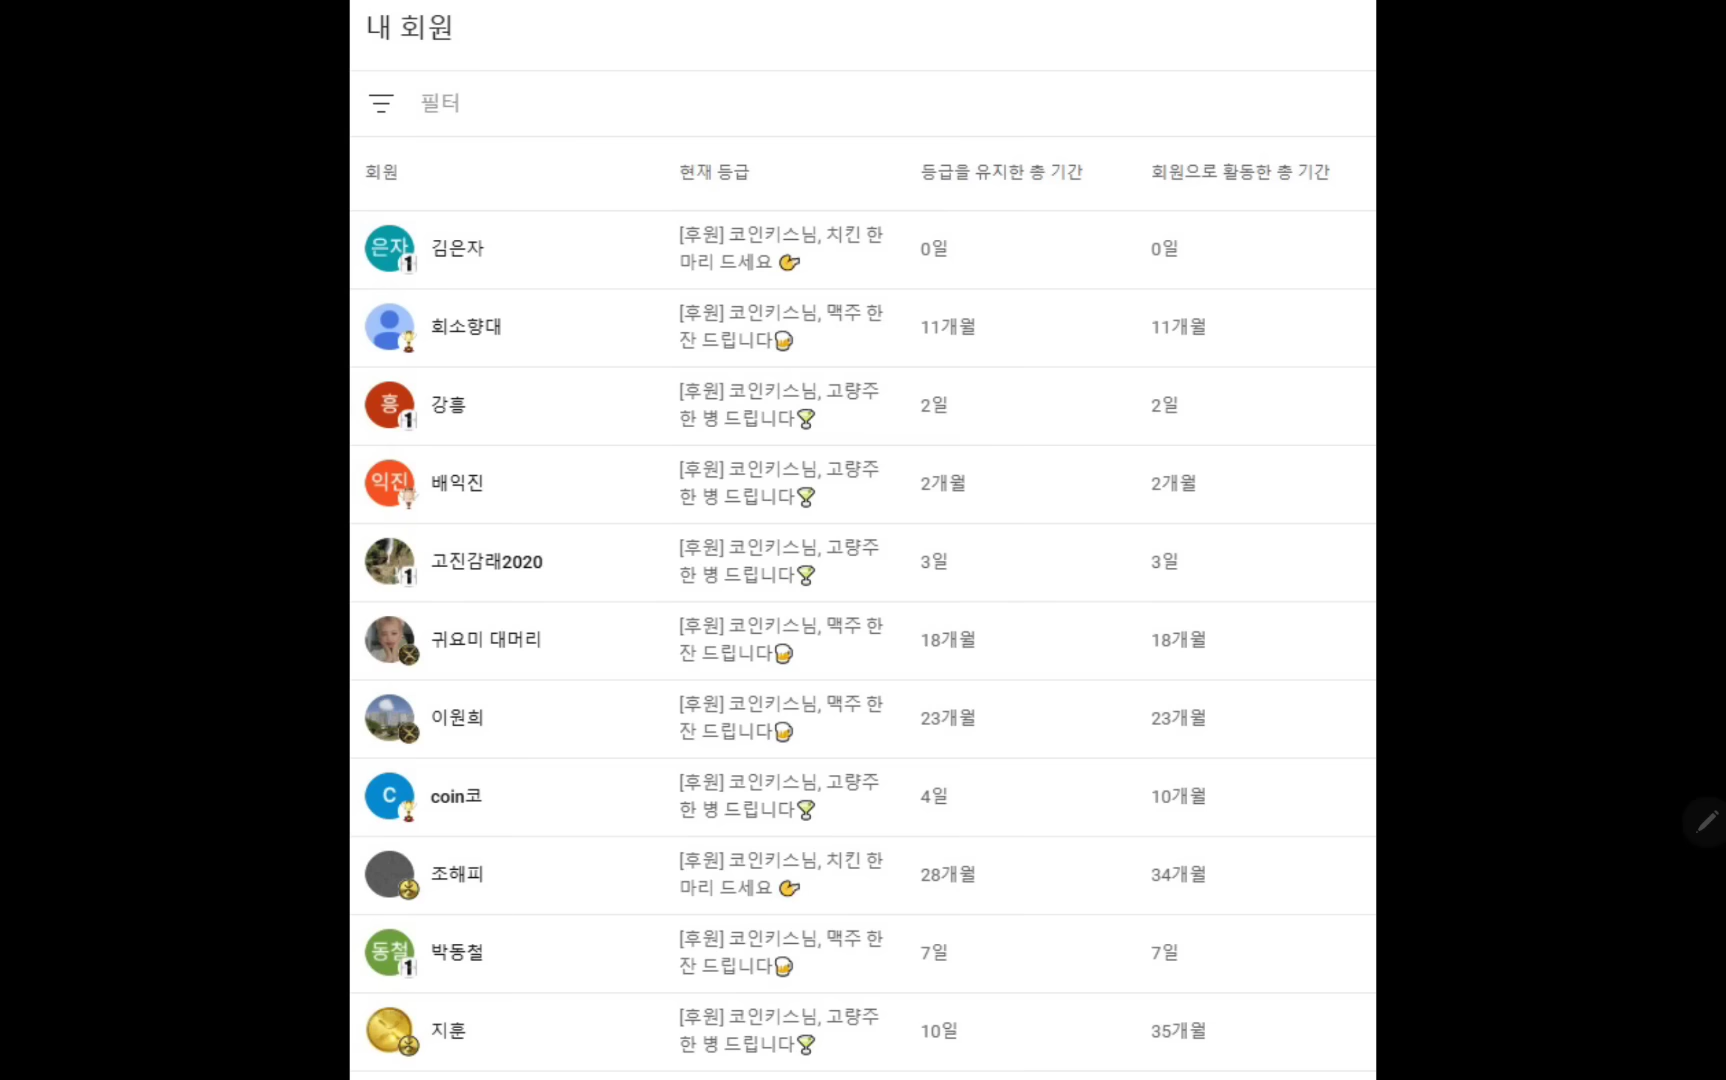 내 회원
필터
회원 현재 등급 등급을 유지한 총 기간 회원으로 활동한 총 기간
은자 1 김은자 [후원] 코인키스님, 치킨 한 0일 0일
마리 드세요
회소향대 [후원] 코인키스님, 맥주 한 11개월 11개월
잔 드립니다
흥 1 강흥 [후원] 코인키스님, 고량주 2일 2일
한 병 드립니다
익진 배익진 [후원] 코인키스님, 고량주 2개월 2개월
한 병 드립니다
1 고진감래2020 [후원] 코인키스님, 고량주 3일 3일
한 병 드립니다
귀요미 대머리 [후원] 코인키스님, 맥주 한 18개월 18개월
잔 드립니다
이원희 [후원] 코인키스님, 맥주 한 23개월 23개월
잔 드립니다
C coin코 [후원] 코인키스님, 고량주 4일 10개월
한 병 드립니다
조해피 [후원] 코인키스님, 치킨 한 28개월 34개월
마리 드세요
동철 1 박동철 [후원] 코인키스님, 맥주 한 7일 7일
잔 드립니다
지훈 [후원] 코인키스님, 고량주 10일 35개월
한 병 드립니다